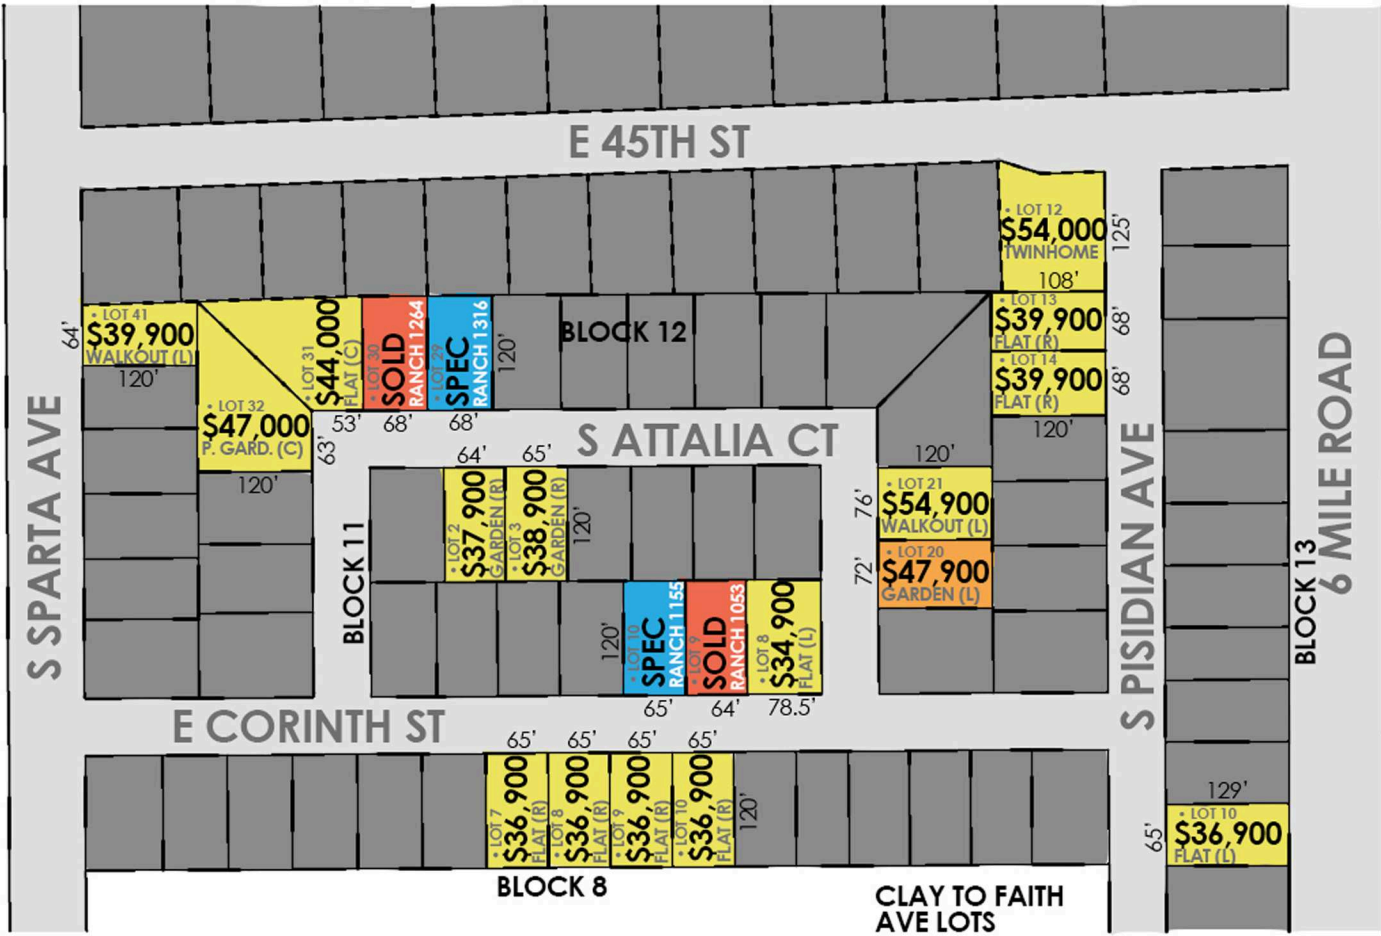 E 45TH ST
• LOT 12
$54,000
TWINHOME
125'
108'
• LOT 13
$39,900
FLAT (R)
68'
• LOT 14
$39,900
FLAT (R)
68'
120'
64'
• LOT 41
$39,900
WALKOUT (L)
120'
• LOT 32
$47,000
P. GARD. (C)
63'
120'
• LOT 31
$44,000
FLAT (C)
53'
• LOT 30
SOLD
RANCH 1264
68'
• LOT 29
SPEC
RANCH 1316
68'
120'
BLOCK 12
S ATTALIA CT
S SPARTA AVE
BLOCK 11
64'
• LOT 2
$37,900
GARDEN (R)
65'
• LOT 3
$38,900
GARDEN (R)
120'
120'
76'
• LOT 21
$54,900
WALKOUT (L)
72'
• LOT 20
$47,900
GARDEN (L)
S PISIDIAN AVE
6 MILE ROAD
BLOCK 13
120'
• LOT 10
SPEC
RANCH 1155
65'
• LOT 9
SOLD
RANCH 1053
64'
• LOT 8
$34,900
FLAT (L)
78.5'
E CORINTH ST
65'
• LOT 7
$36,900
FLAT (R)
65'
• LOT 8
$36,900
FLAT (R)
65'
• LOT 9
$36,900
FLAT (R)
65'
• LOT 10
$36,900
FLAT (R)
120'
129'
65'
• LOT 10
$36,900
FLAT (L)
BLOCK 8
CLAY TO FAITH
AVE LOTS